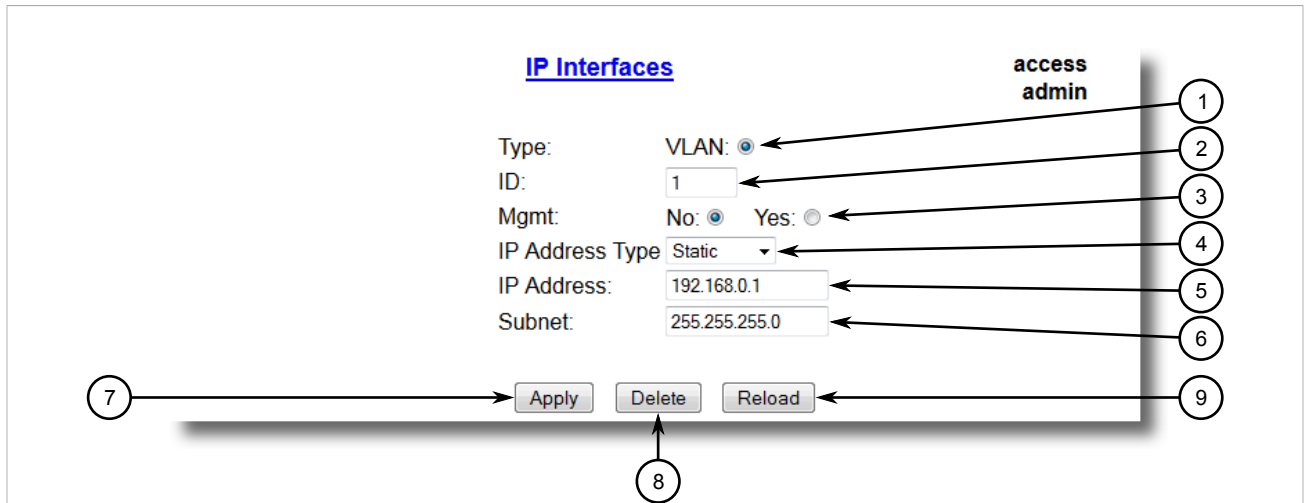 IP Interfaces
access
admin
1
Type: VLAN:
2
ID: 1
3
Mgmt: No: Yes:
4
IP Address Type Static
IP Address: 192.168.0.1
5
Subnet: 255.255.255.0
6
7
Apply Delete Reload
9
8